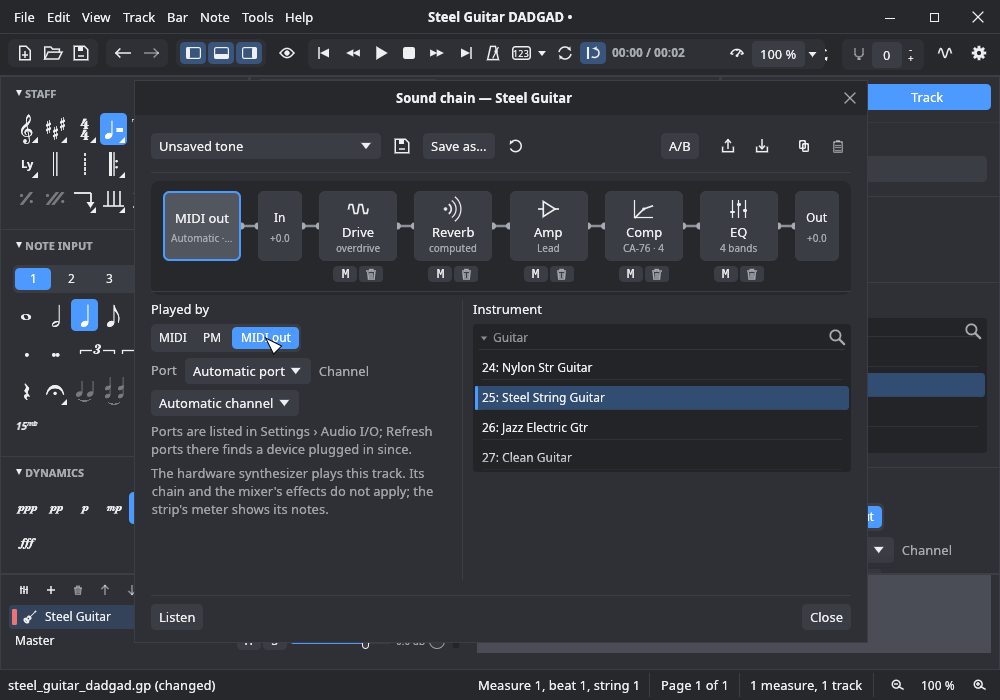 File Edit View Track Bar Note Tools Help
Steel Guitar DADGAD •
123
00:00 / 00:02
100 %
0
STAFF
Ly
NOTE INPUT
1 2 3
3
15mb
DYNAMICS
ppp pp p mp
fff
Steel Guitar
Master
Track
Channel
Sound chain — Steel Guitar
Unsaved tone
Save as...
A/B
MIDI out
Automatic ·...
In
+0.0
Drive
overdrive
M
Reverb
computed
M
Amp
Lead
M
Comp
CA-76 · 4
M
EQ
4 bands
M
Out
+0.0
Played by
MIDI PM MIDI out
Port Automatic port Channel
Automatic channel
Ports are listed in Settings › Audio I/O; Refresh
ports there finds a device plugged in since.
The hardware synthesizer plays this track. Its
chain and the mixer's effects do not apply; the
strip's meter shows its notes.
Instrument
Guitar
24: Nylon Str Guitar
25: Steel String Guitar
26: Jazz Electric Gtr
27: Clean Guitar
Listen
Close
steel_guitar_dadgad.gp (changed)
Measure 1, beat 1, string 1
Page 1 of 1
1 measure, 1 track
100 %